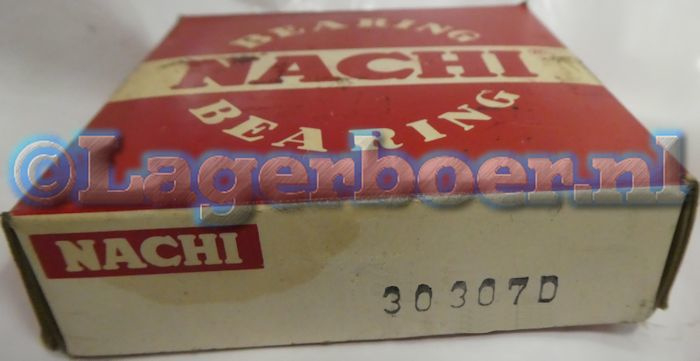 BEARING
NACHI®
BEARING
©Lagerboer.nl
NACHI
30307D